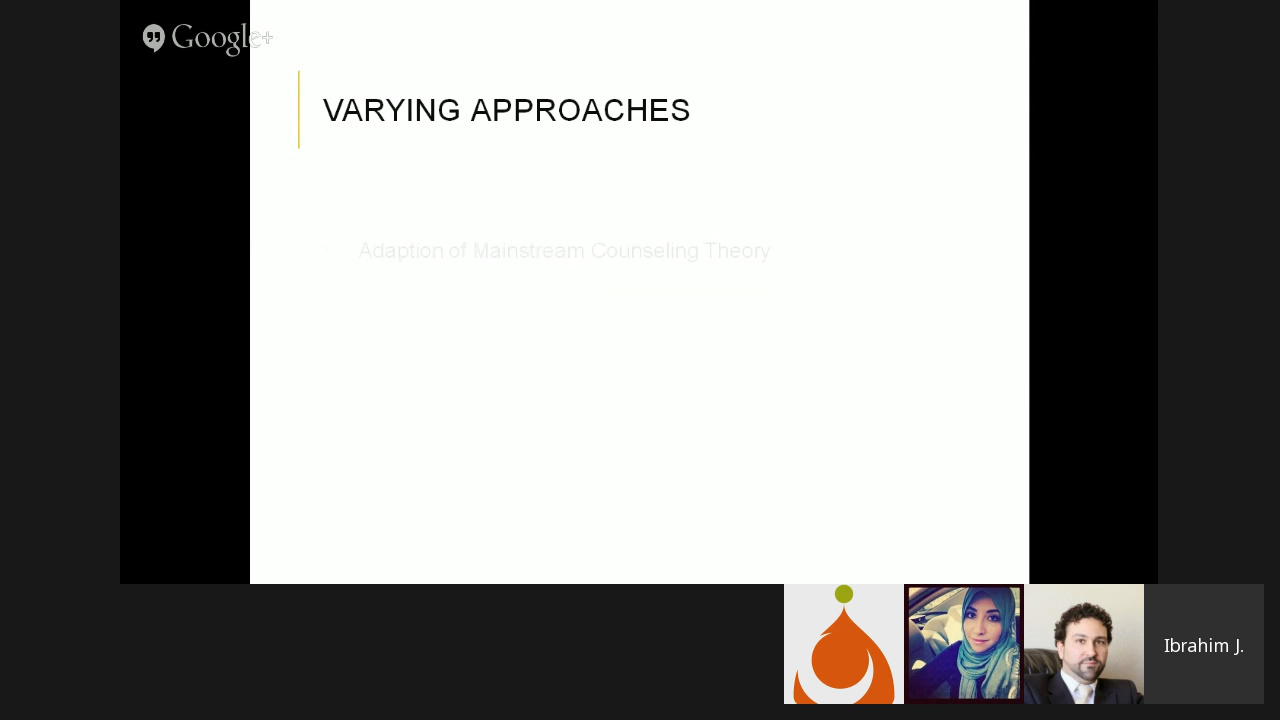 Google+
VARYING APPROACHES
Adaption of Mainstream Counseling Theory
Ibrahim J.